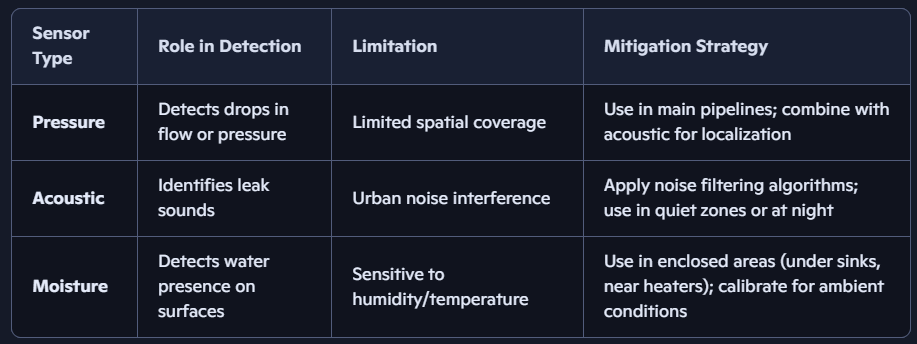 Sensor Type
Role in Detection
Limitation
Mitigation Strategy
Pressure
Detects drops in
flow or pressure
Limited spatial coverage
Use in main pipelines; combine with
acoustic for localization
Acoustic
Identifies leak
sounds
Urban noise interference
Apply noise filtering algorithms;
use in quiet zones or at night
Moisture
Detects water
presence on
surfaces
Sensitive to
humidity/temperature
Use in enclosed areas (under sinks,
near heaters); calibrate for ambient
conditions